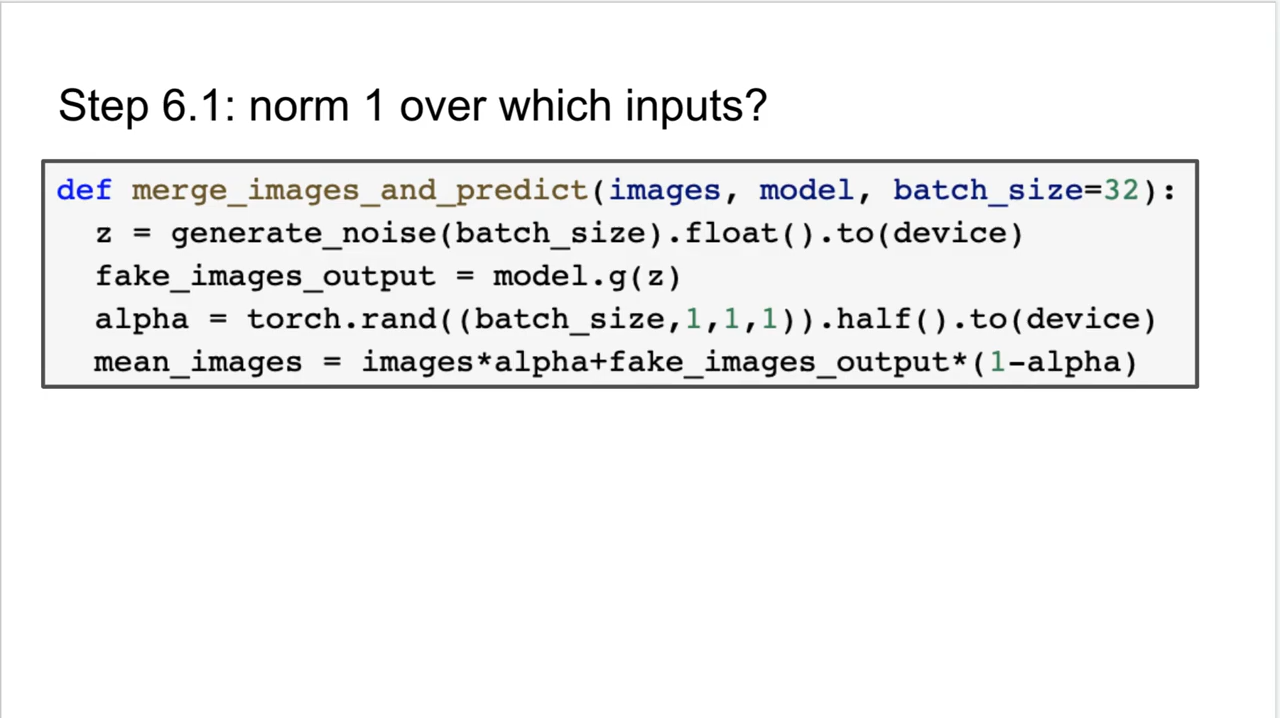 Step 6.1: norm 1 over which inputs?
def merge_images_and_predict(images, model, batch_size=32):
  z = generate_noise(batch_size).float().to(device)
  fake_images_output = model.g(z)
  alpha = torch.rand((batch_size,1,1,1)).half().to(device)
  mean_images = images*alpha+fake_images_output*(1-alpha)